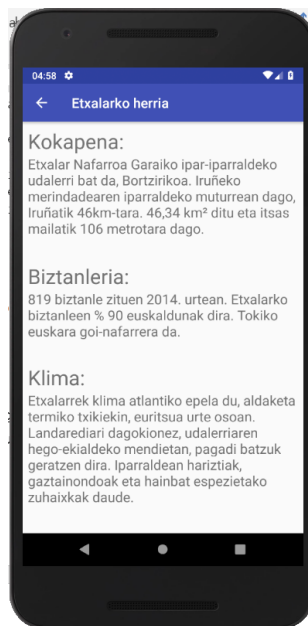 04:58
Etxalarko herria
Kokapena:
Etxalar Nafarroa Garaiko ipar-iparraldeko
udalerri bat da, Bortzirikoa. Iruñeko
merindadearen iparraldeko muturrean dago,
Iruñatik 46km-tara. 46,34 km² ditu eta itsas
mailatik 106 metrotara dago.
Biztanleria:
819 biztanle zituen 2014. urtean. Etxalarko
biztanleen % 90 euskaldunak dira. Tokiko
euskara goi-nafarrera da.
Klima:
Etxalarrek klima atlantiko epela du, aldaketa
termiko txikiekin, euritsua urte osoan.
Landarediari dagokionez, udalerriaren
hego-ekialdeko mendietan, pagadi batzuk
geratzen dira. Iparraldean hariztiak,
gaztainondoak eta hainbat espezietako
zuhaixkak daude.